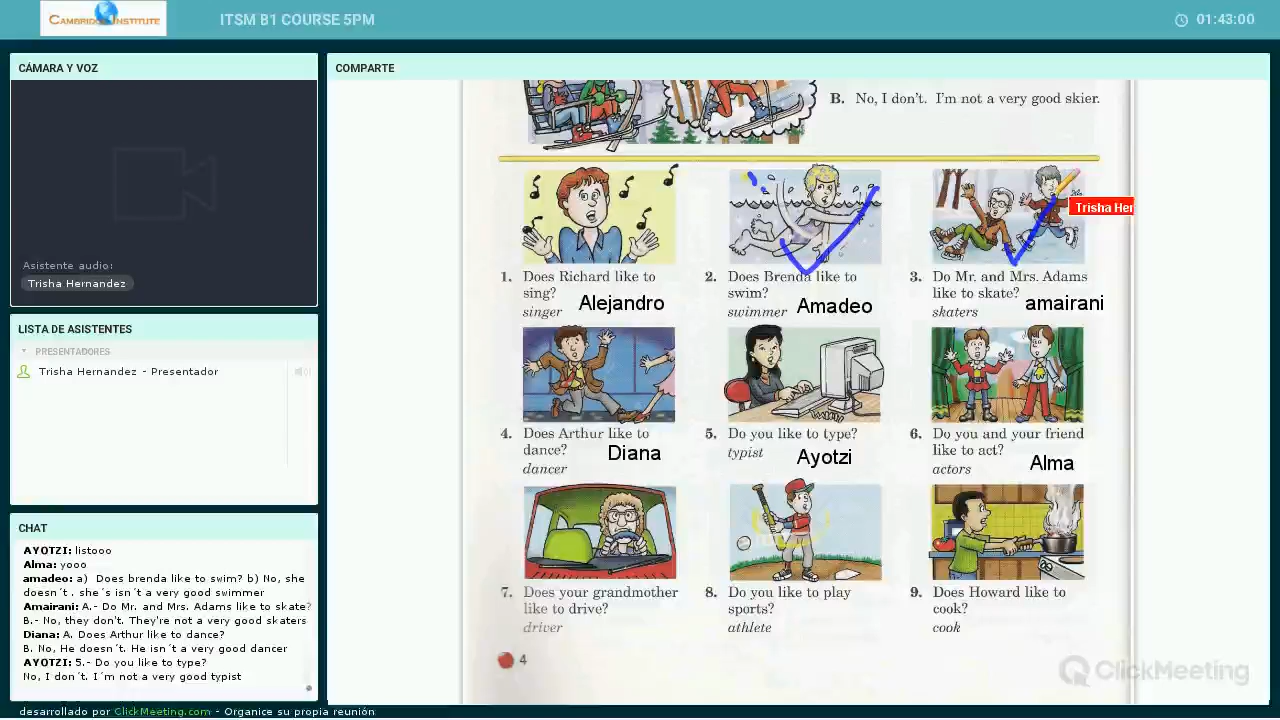 CAMBRIDGE INSTITUTE
ITSM B1 COURSE 5PM
01:43:00
CÁMARA Y VOZ
Asistente audio:
Trisha Hernandez
LISTA DE ASISTENTES
PRESENTADORES
Trisha Hernandez - Presentador
CHAT
AYOTZI: listooo
Alma: yooo
amadeo: a) Does brenda like to swim? b) No, she
doesn´t . she´s isn´t a very good swimmer
Amairani: A.- Do Mr. and Mrs. Adams like to skate?
B.- No, they don't. They're not a very good skaters
Diana: A. Does Arthur like to dance?
B. No, He doesn´t. He isn´t a very good dancer
AYOTZI: 5.- Do you like to type?
No, I don´t. I´m not a very good typist
COMPARTE
B. No, I don't. I'm not a very good skier.
Trisha Her
1. Does Richard like to
sing?
singer
Alejandro
2. Does Brenda like to
swim?
swimmer
Amadeo
3. Do Mr. and Mrs. Adams
like to skate?
skaters
amairani
4. Does Arthur like to
dance?
dancer
Diana
5. Do you like to type?
typist
Ayotzi
6. Do you and your friend
like to act?
actors
Alma
7. Does your grandmother
like to drive?
driver
8. Do you like to play
sports?
athlete
9. Does Howard like to
cook?
cook
4
ClickMeeting
desarrollado por ClickMeeting.com - Organice su propia reunión